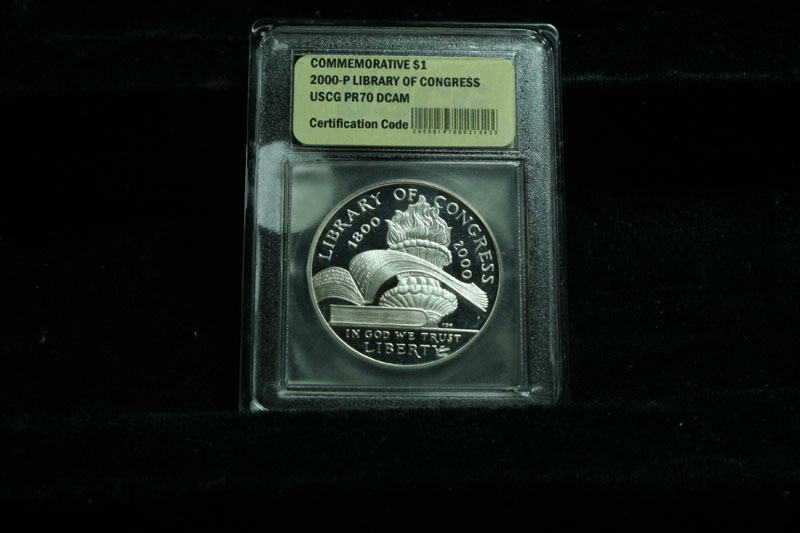 COMMEMORATIVE $1
2000-P LIBRARY OF CONGRESS
USCG PR70 DCAM
Certification Code
LIBRARY OF CONGRESS
1800 2000
IN GOD WE TRUST
LIBERTY